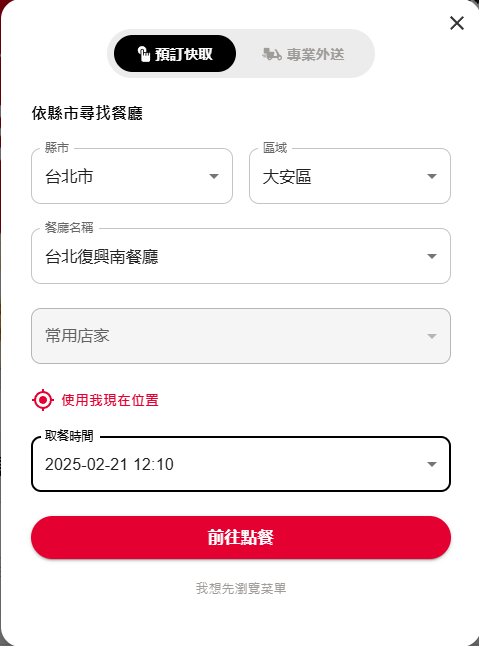 預訂快取
專業外送
依縣市尋找餐廳
縣市
台北市
區域
大安區
餐廳名稱
台北復興南餐廳
常用店家
使用我現在位置
取餐時間
2025-02-21 12:10
前往點餐
我想先瀏覽菜單